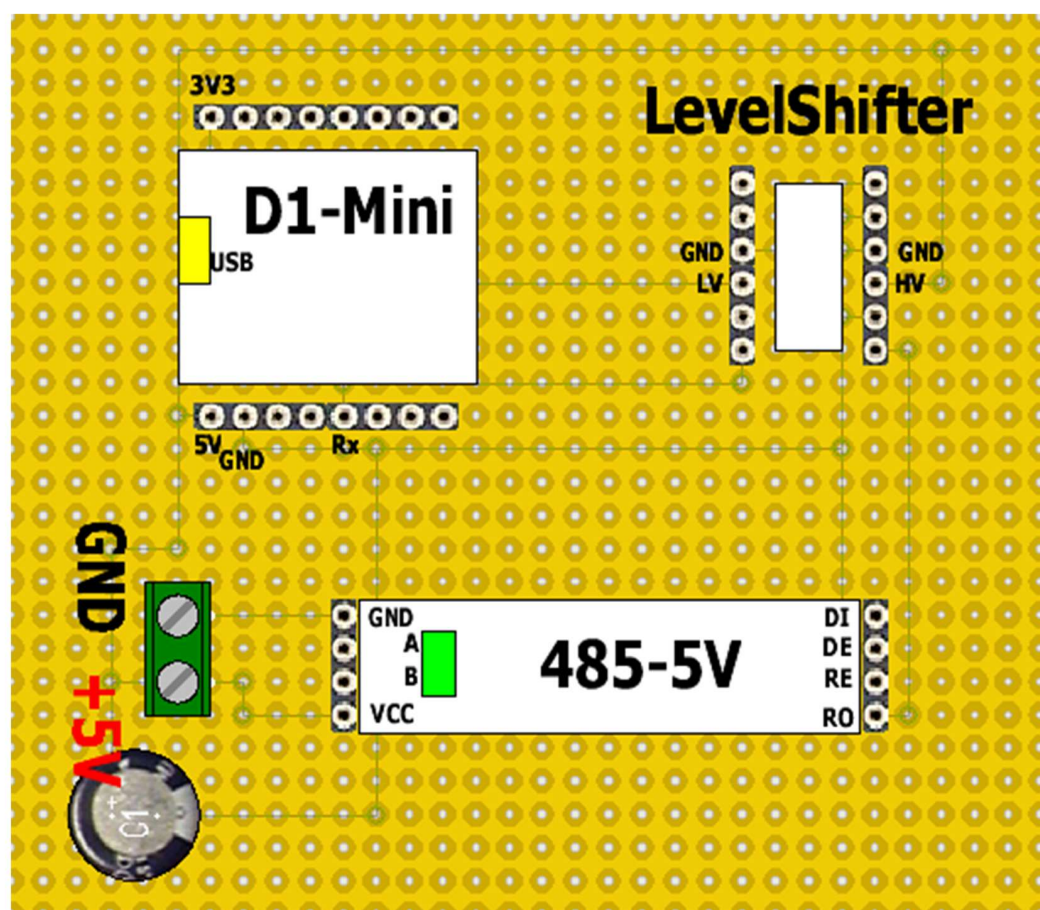 3V3
LevelShifter
D1-Mini
USB
GND
LV
GND
HV
5V
GND
Rx
GND
+5V
GND
A
B
VCC
485-5V
DI
DE
RE
RO
C1